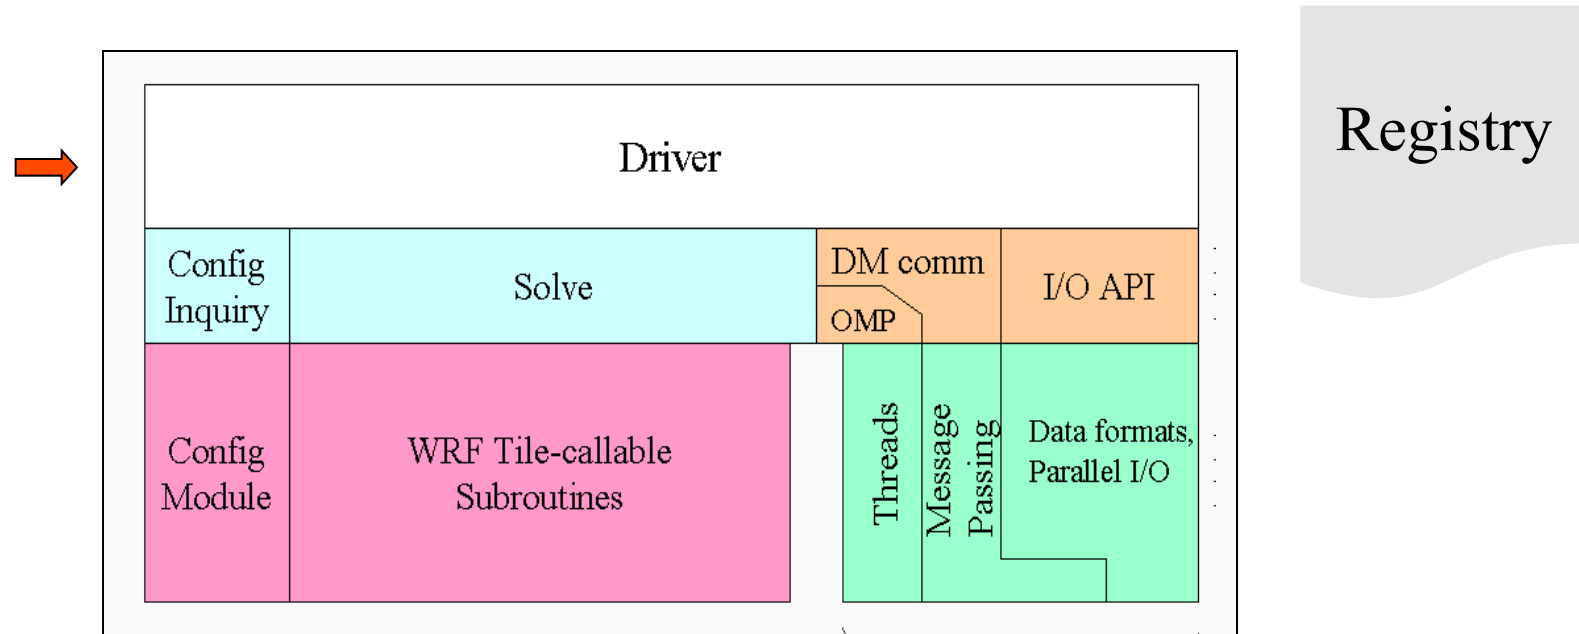 Registry
Driver
Config
Inquiry
Solve
DM comm
OMP
I/O API
Config
Module
WRF Tile-callable
Subroutines
Threads
Message
Passing
Data formats,
Parallel I/O